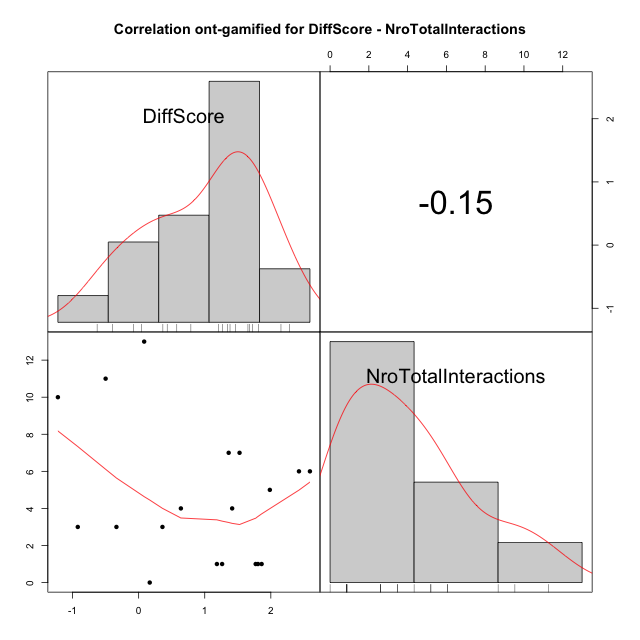 Correlation ont-gamified for DiffScore - NroTotalInteractions
0 2 4 6 8 10 12
DiffScore
-0.15
2
1
0
-1
12
10
8
6
4
2
0
NroTotalInteractions
-1 0 1 2